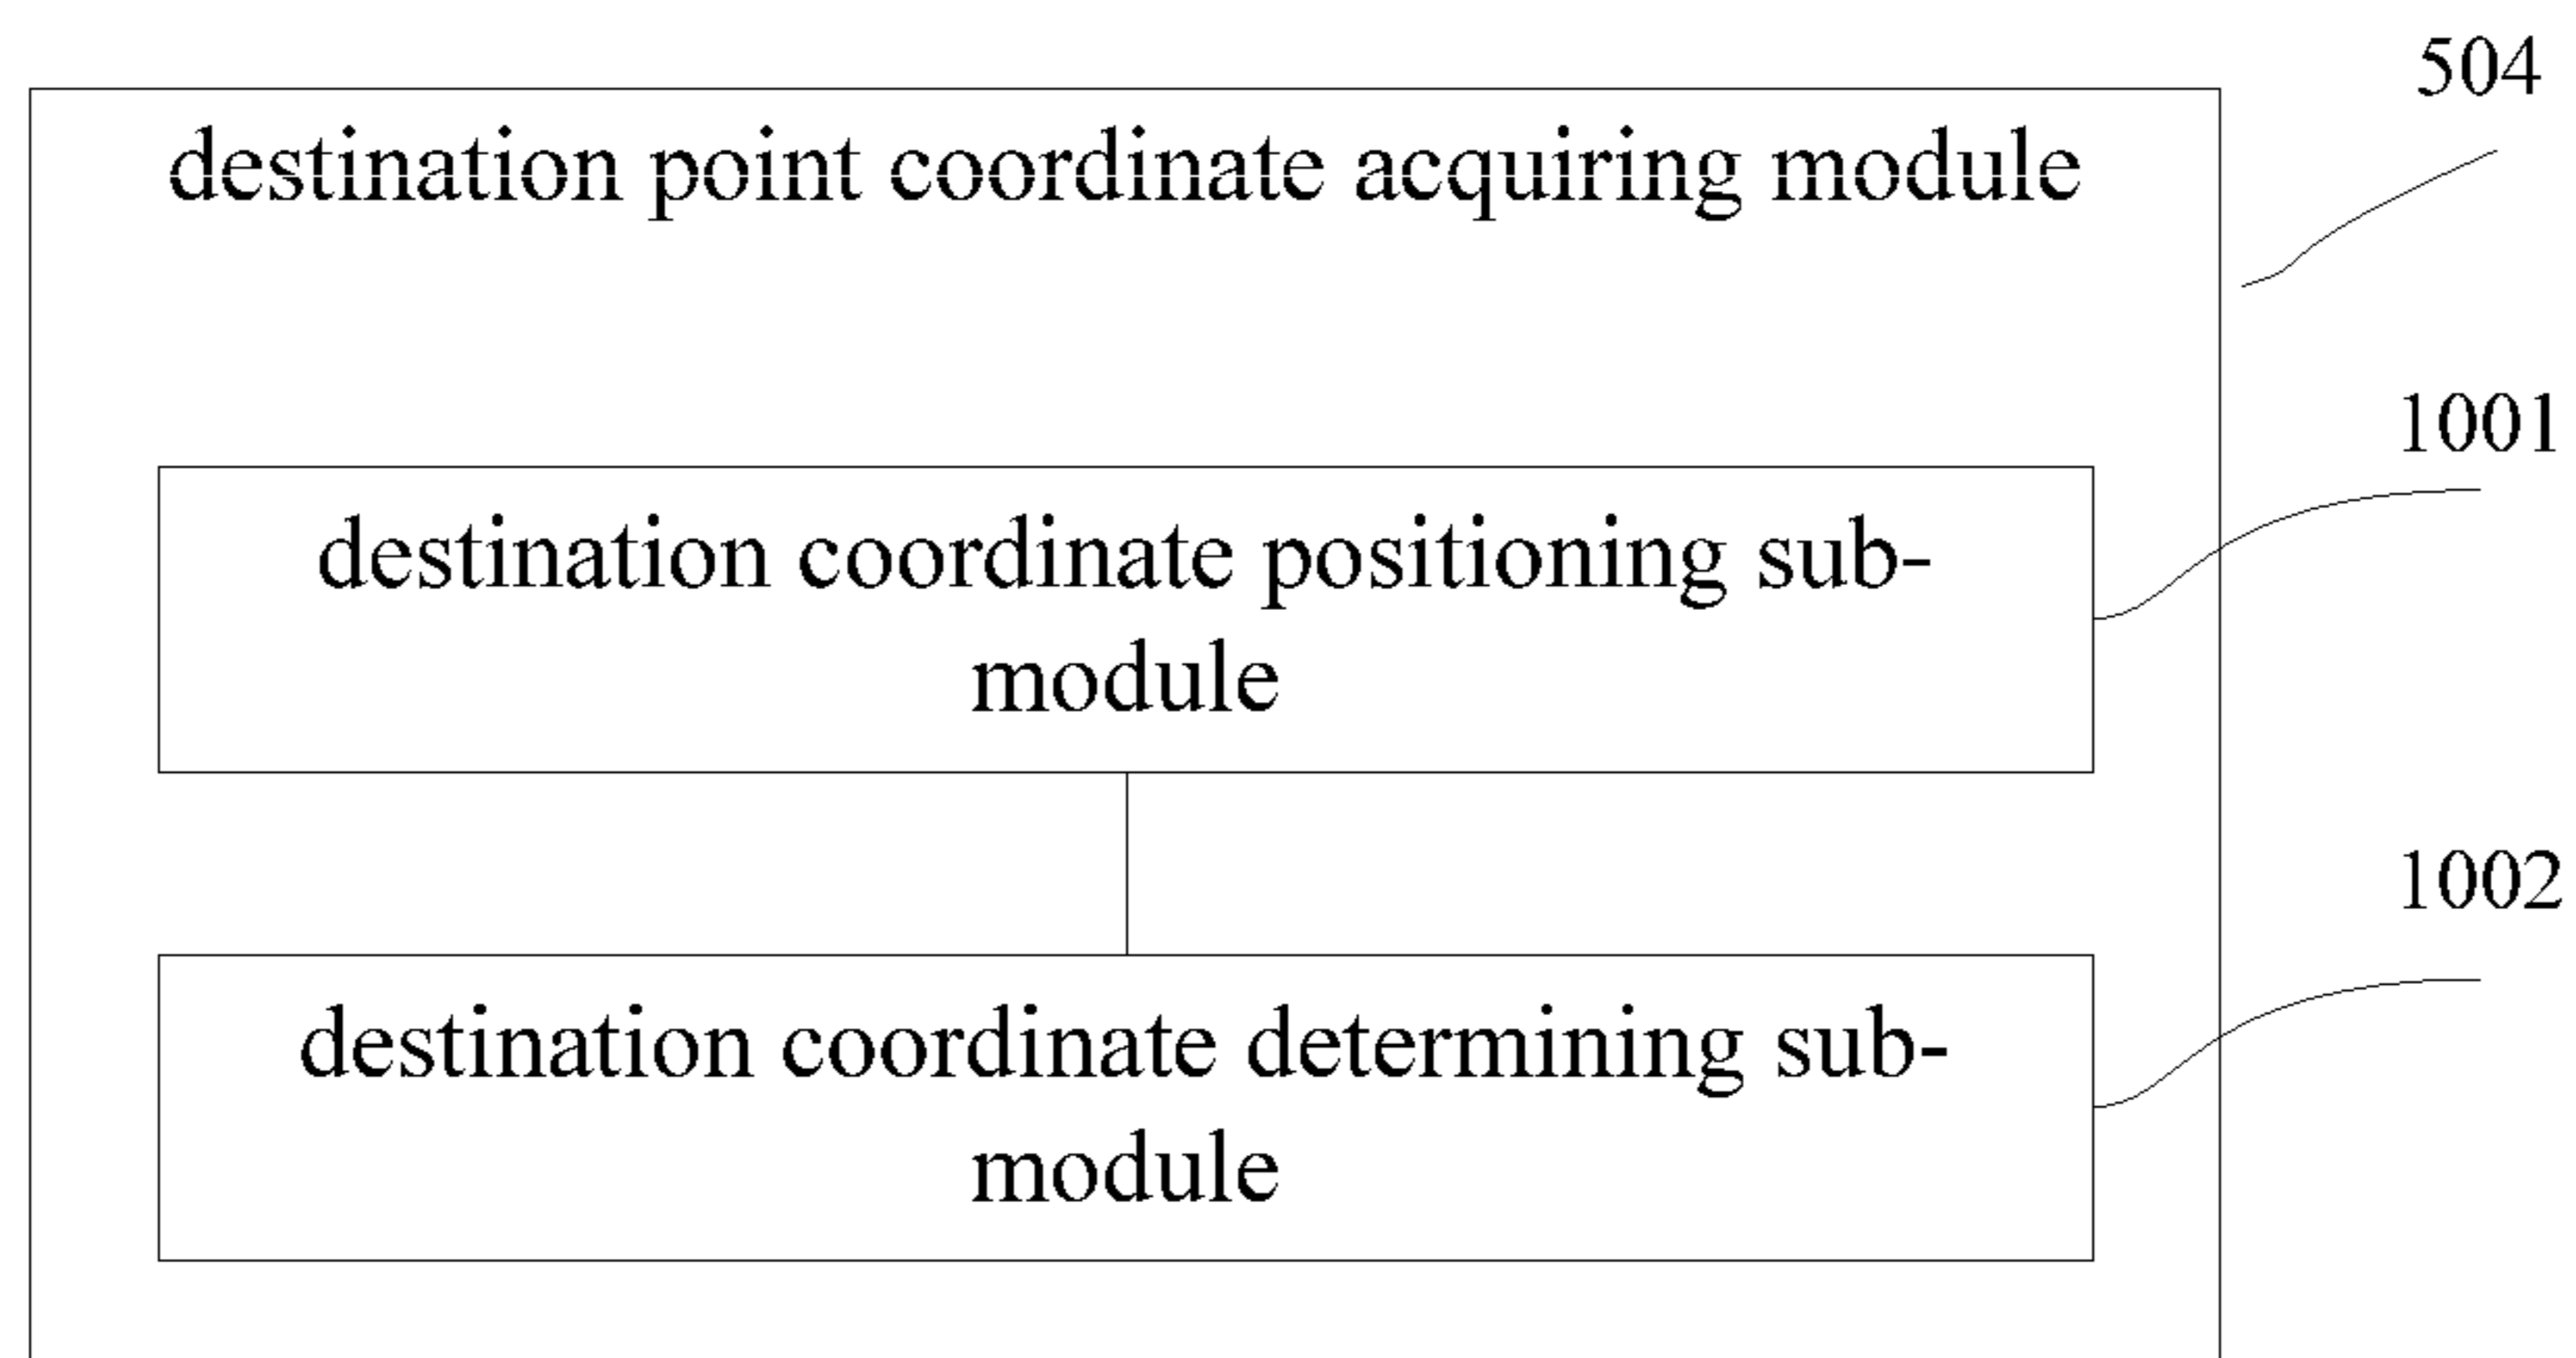 504
destination point coordinate acquiring module
1001
destination coordinate positioning sub-
module
1002
destination coordinate determining sub-
module